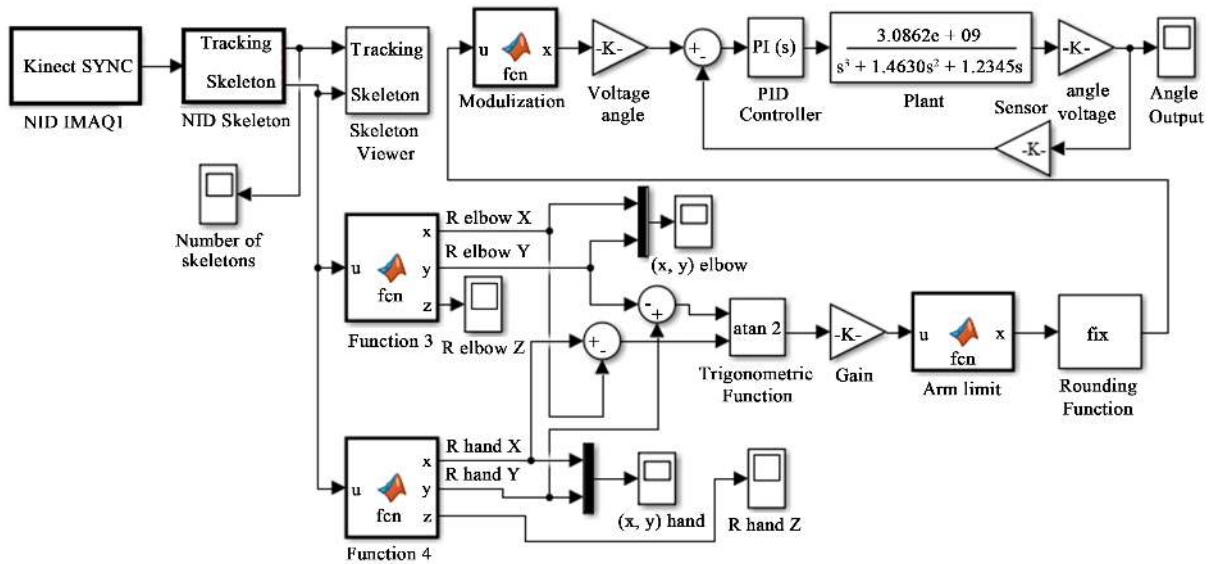 Kinect SYNC
NID IMAQ1
Tracking
Skeleton
NID Skeleton
Tracking
Skeleton
Skeleton
Viewer
Number of
skeletons
u
fcn
x
Modulization
-K-
Voltage
angle
+
-
PI (s)
PID
Controller
3.0862e + 09
s³ + 1.4630s² + 1.2345s
Plant
-K-
angle
voltage
Angle
Output
Sensor
-K-
u
fcn
x
y
z
Function 3
R elbow X
R elbow Y
R elbow Z
(x, y) elbow
-
+
+
-
atan 2
Trigonometric
Function
-K-
Gain
u
fcn
x
Arm limit
fix
Rounding
Function
u
fcn
x
y
z
Function 4
R hand X
R hand Y
(x, y) hand
R hand Z